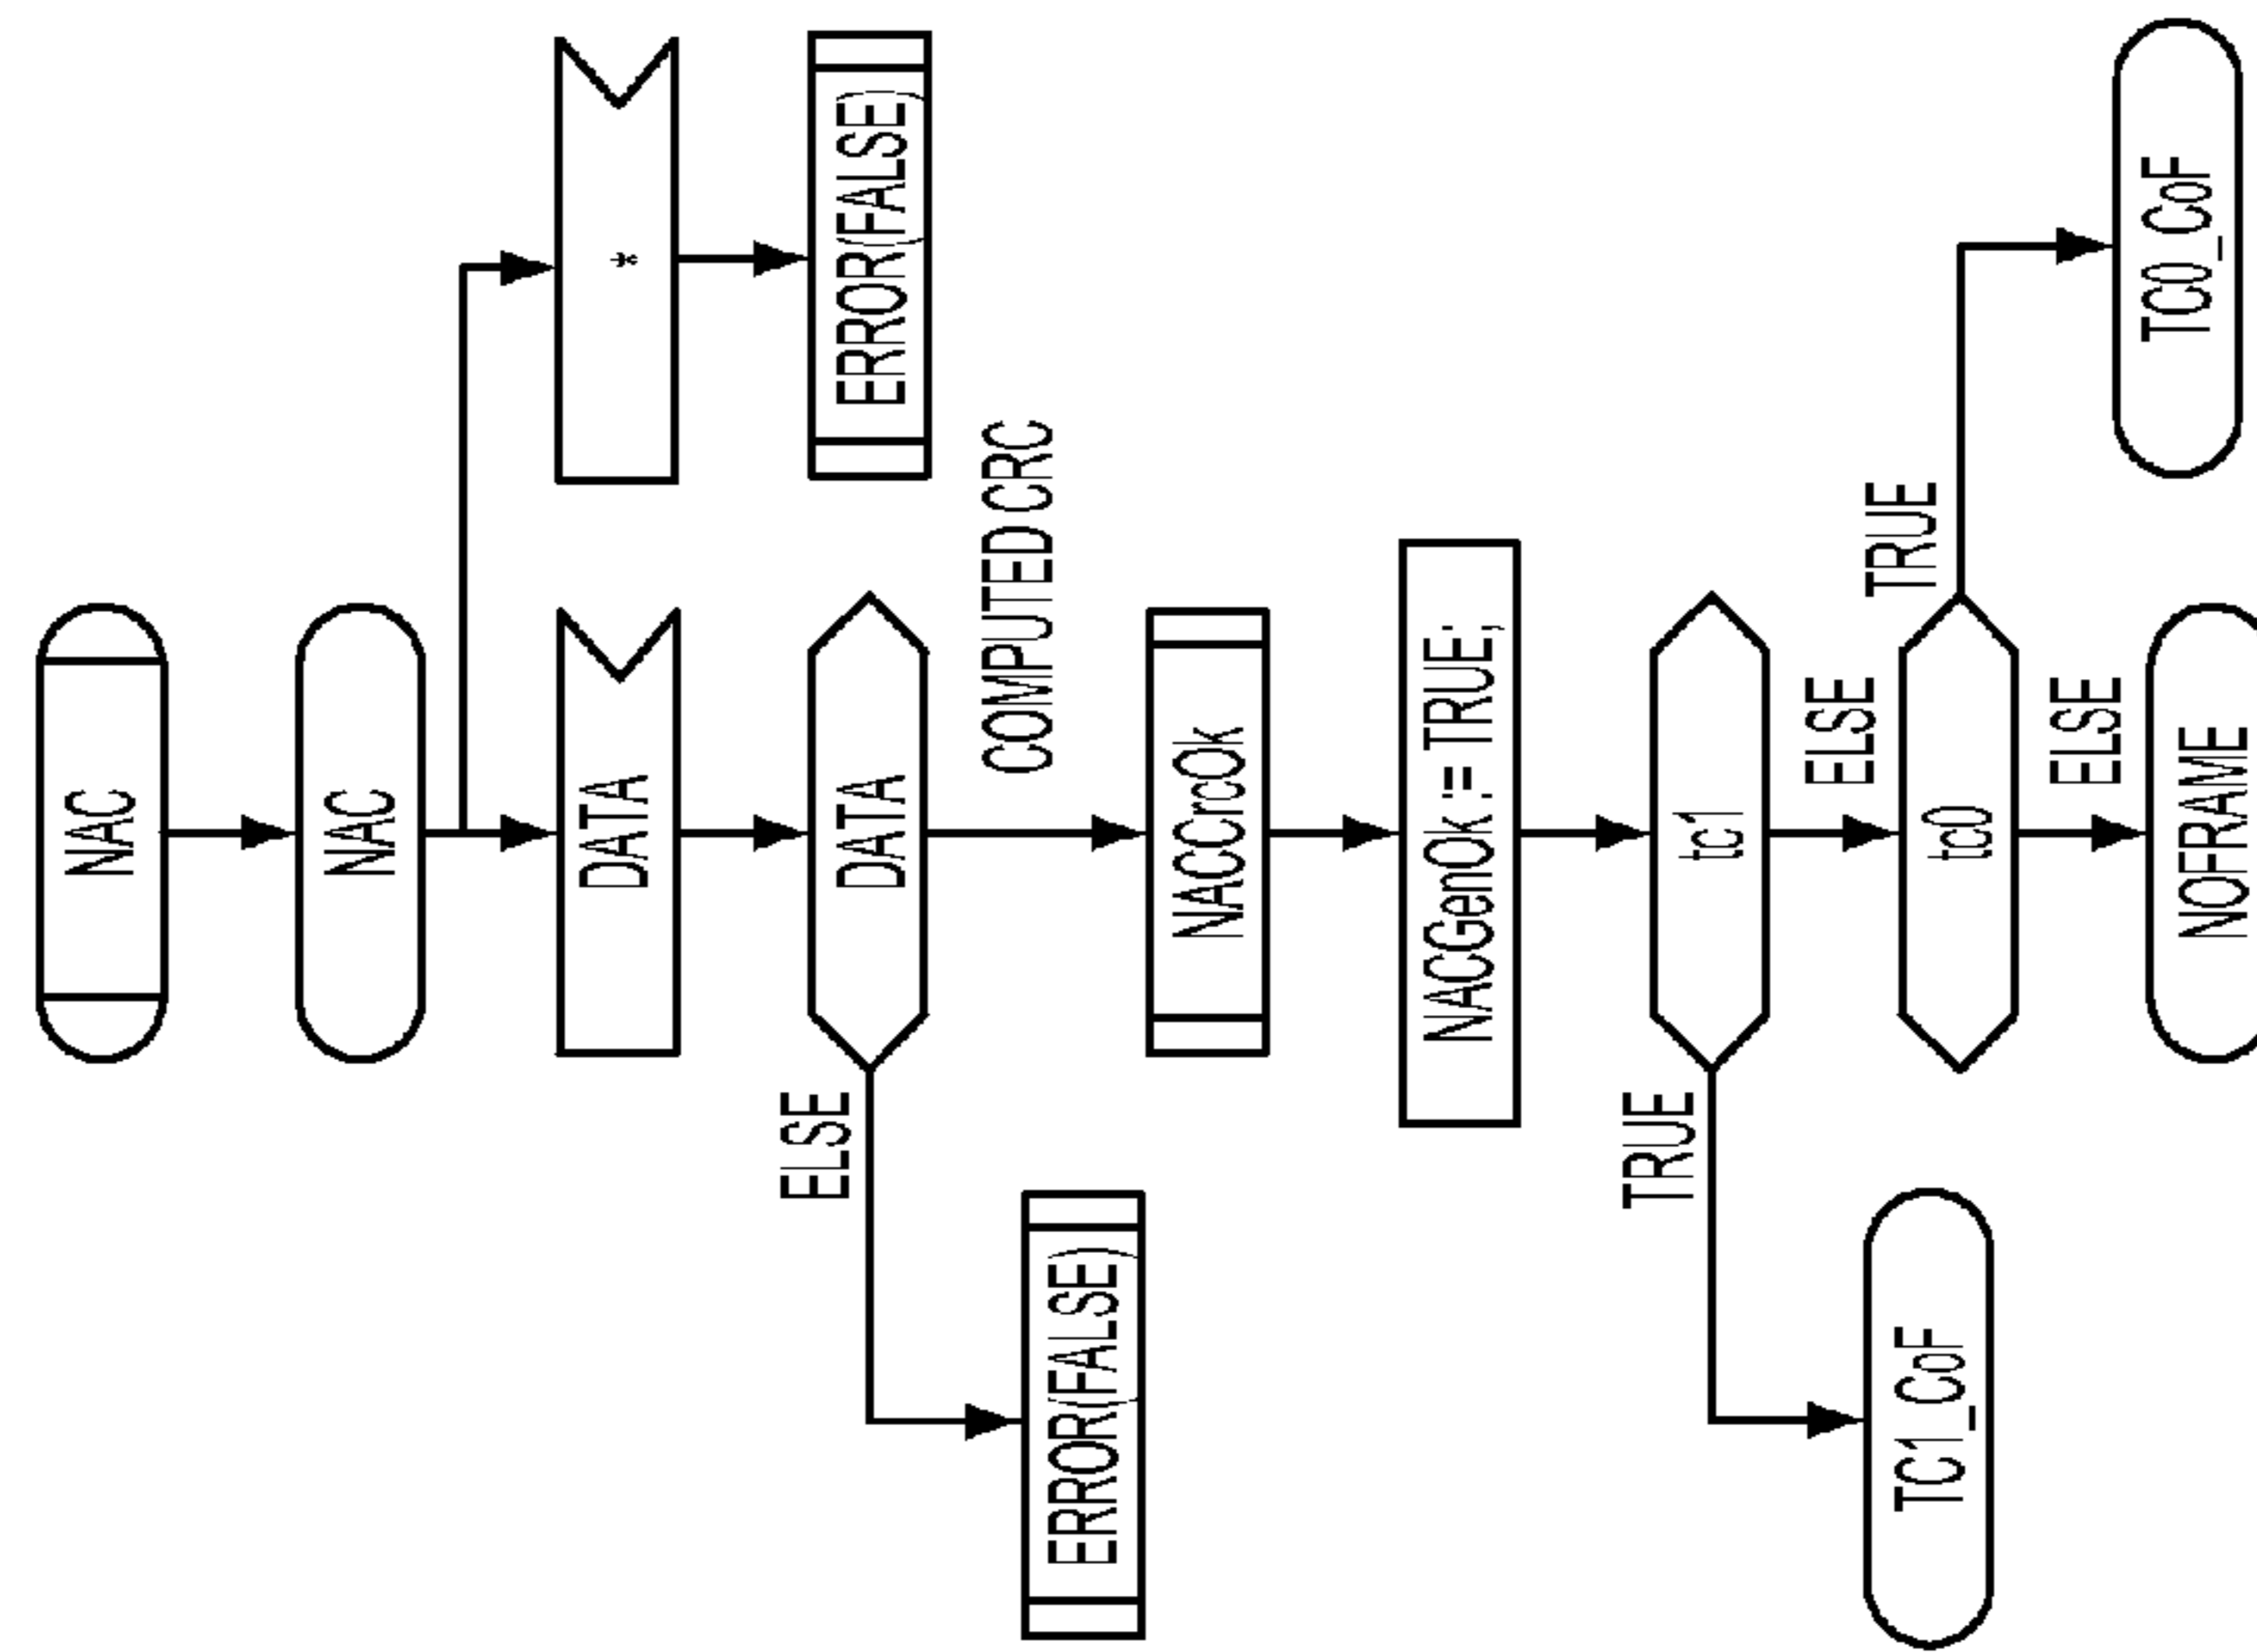 NAC
NAC
DATA
*
DATA
ERROR(FALSE)
ELSE
COMPUTED CRC
ERROR(FALSE)
NACCrcOk
NACGenOk := TRUE;
tc1
TRUE
ELSE
TC1_CoF
tc0
TRUE
ELSE
TC0_CoF
NOFRAME